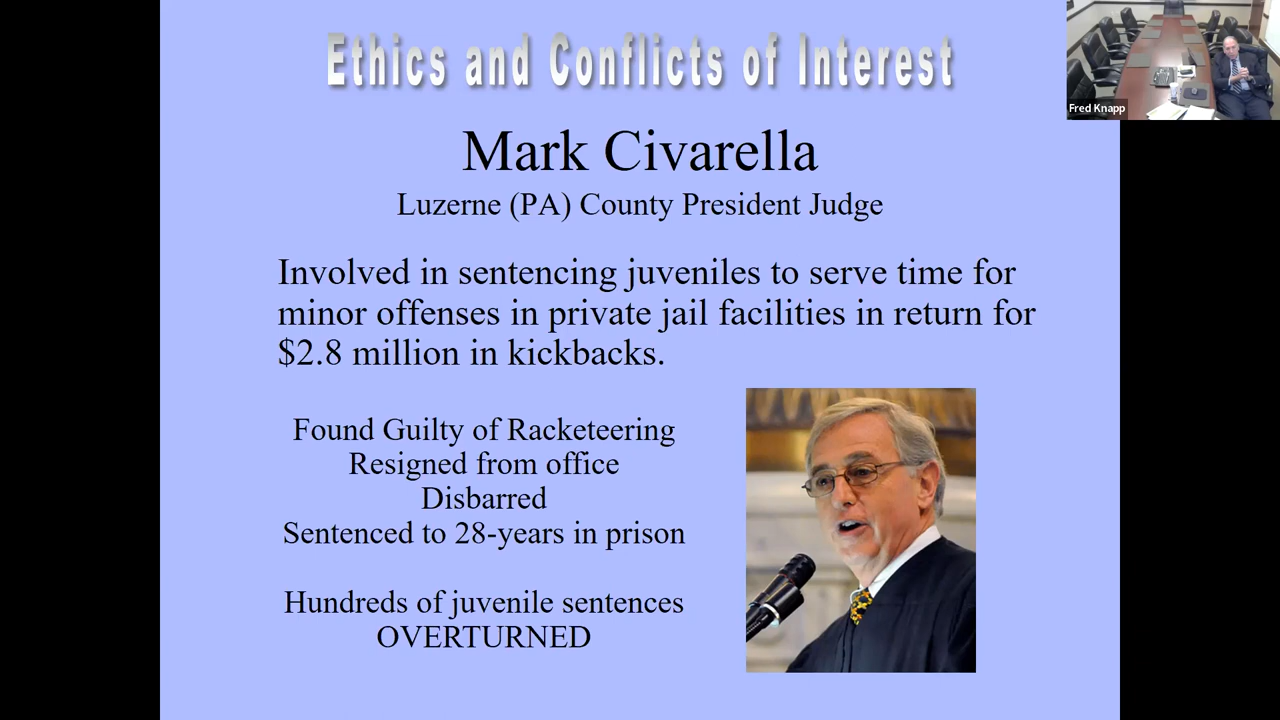 Ethics and Conflicts of Interest
Fred Knapp
Mark Civarella
Luzerne (PA) County President Judge
Involved in sentencing juveniles to serve time for
minor offenses in private jail facilities in return for
$2.8 million in kickbacks.
Found Guilty of Racketeering
Resigned from office
Disbarred
Sentenced to 28-years in prison
Hundreds of juvenile sentences
OVERTURNED